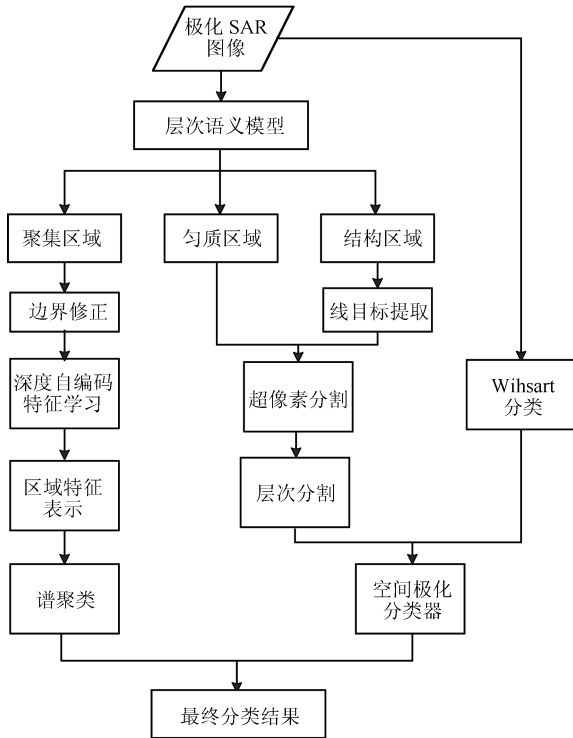 极化 SAR
图像
层次语义模型
聚集区域
匀质区域
结构区域
边界修正
线目标提取
深度自编码
特征学习
超像素分割
Wihsart
分类
区域特征
表示
层次分割
谱聚类
空间极化
分类器
最终分类结果